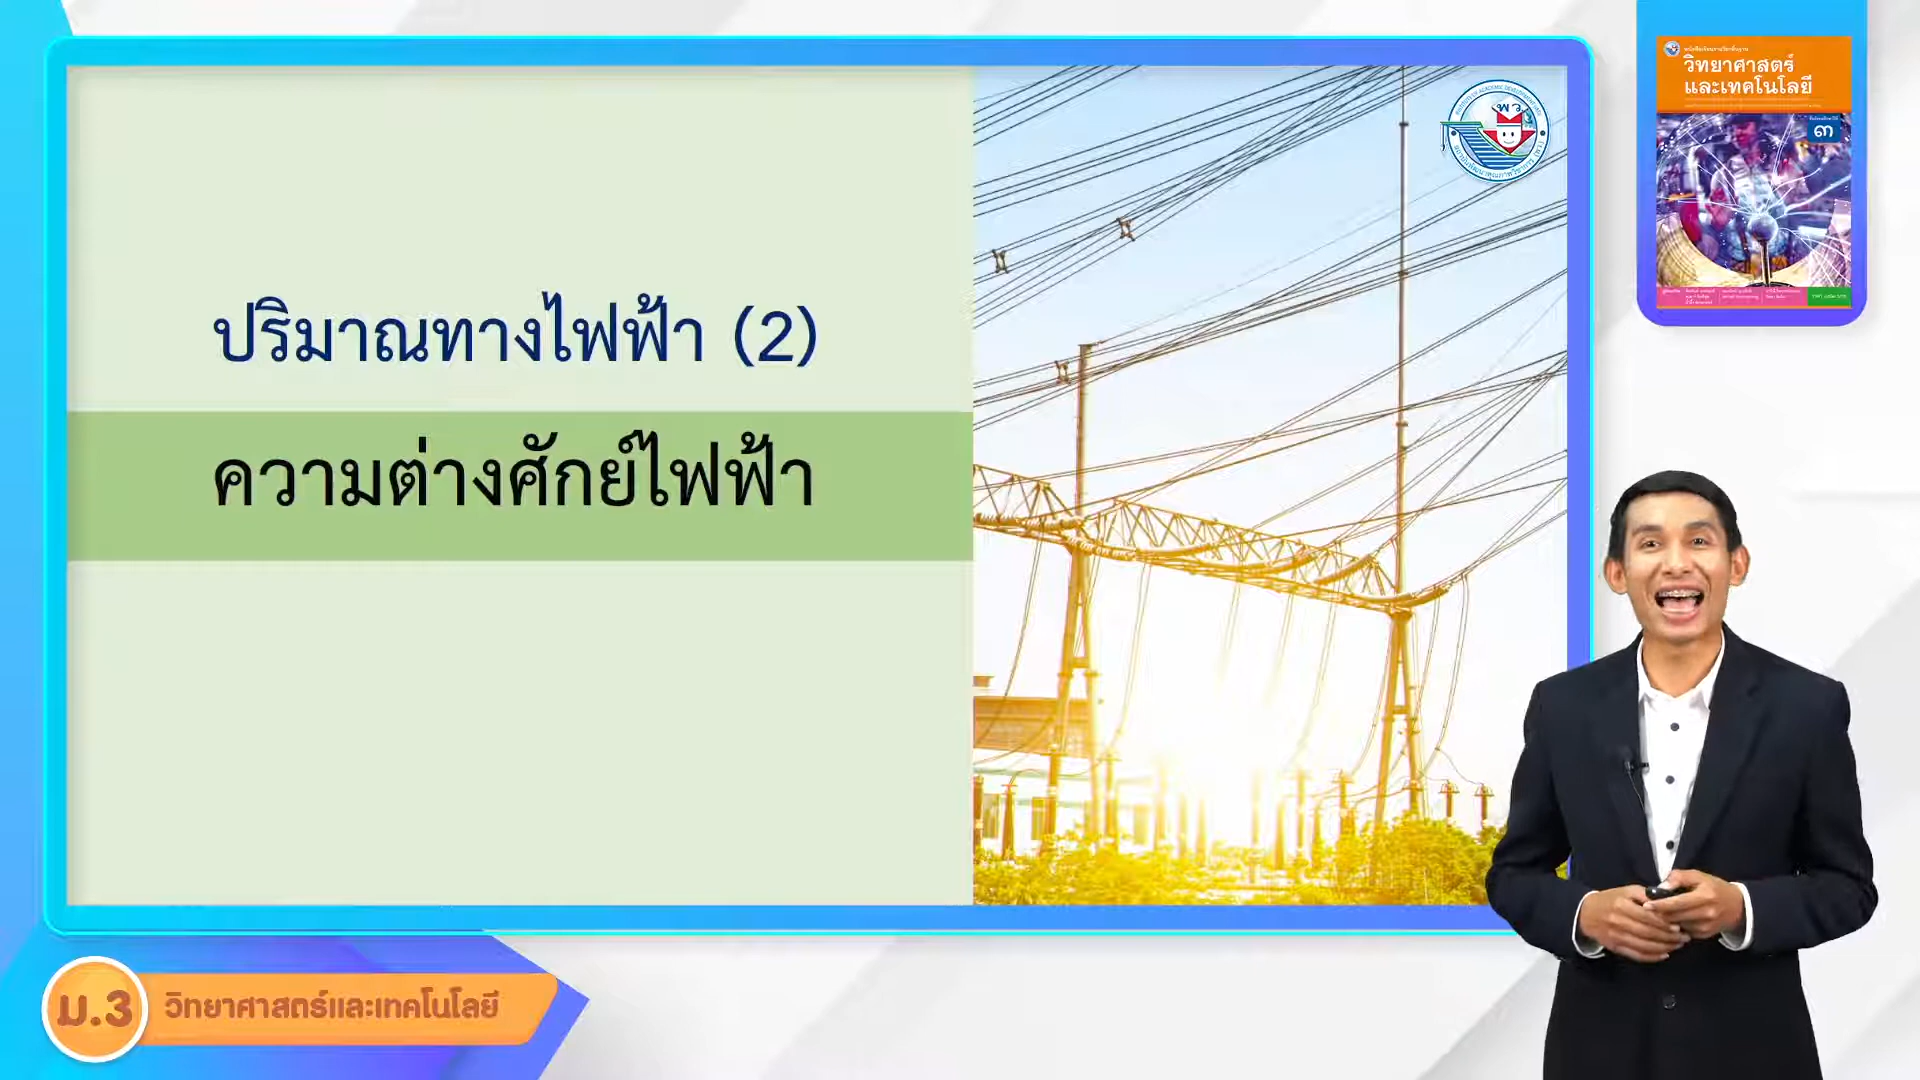 ปริมาณทางไฟฟ้า (2)
ความต่างศักย์ไฟฟ้า
พว
วิทยาศาสตร์
และเทคโนโลยี
๓
ม.3
วิทยาศาสตร์และเทคโนโลยี